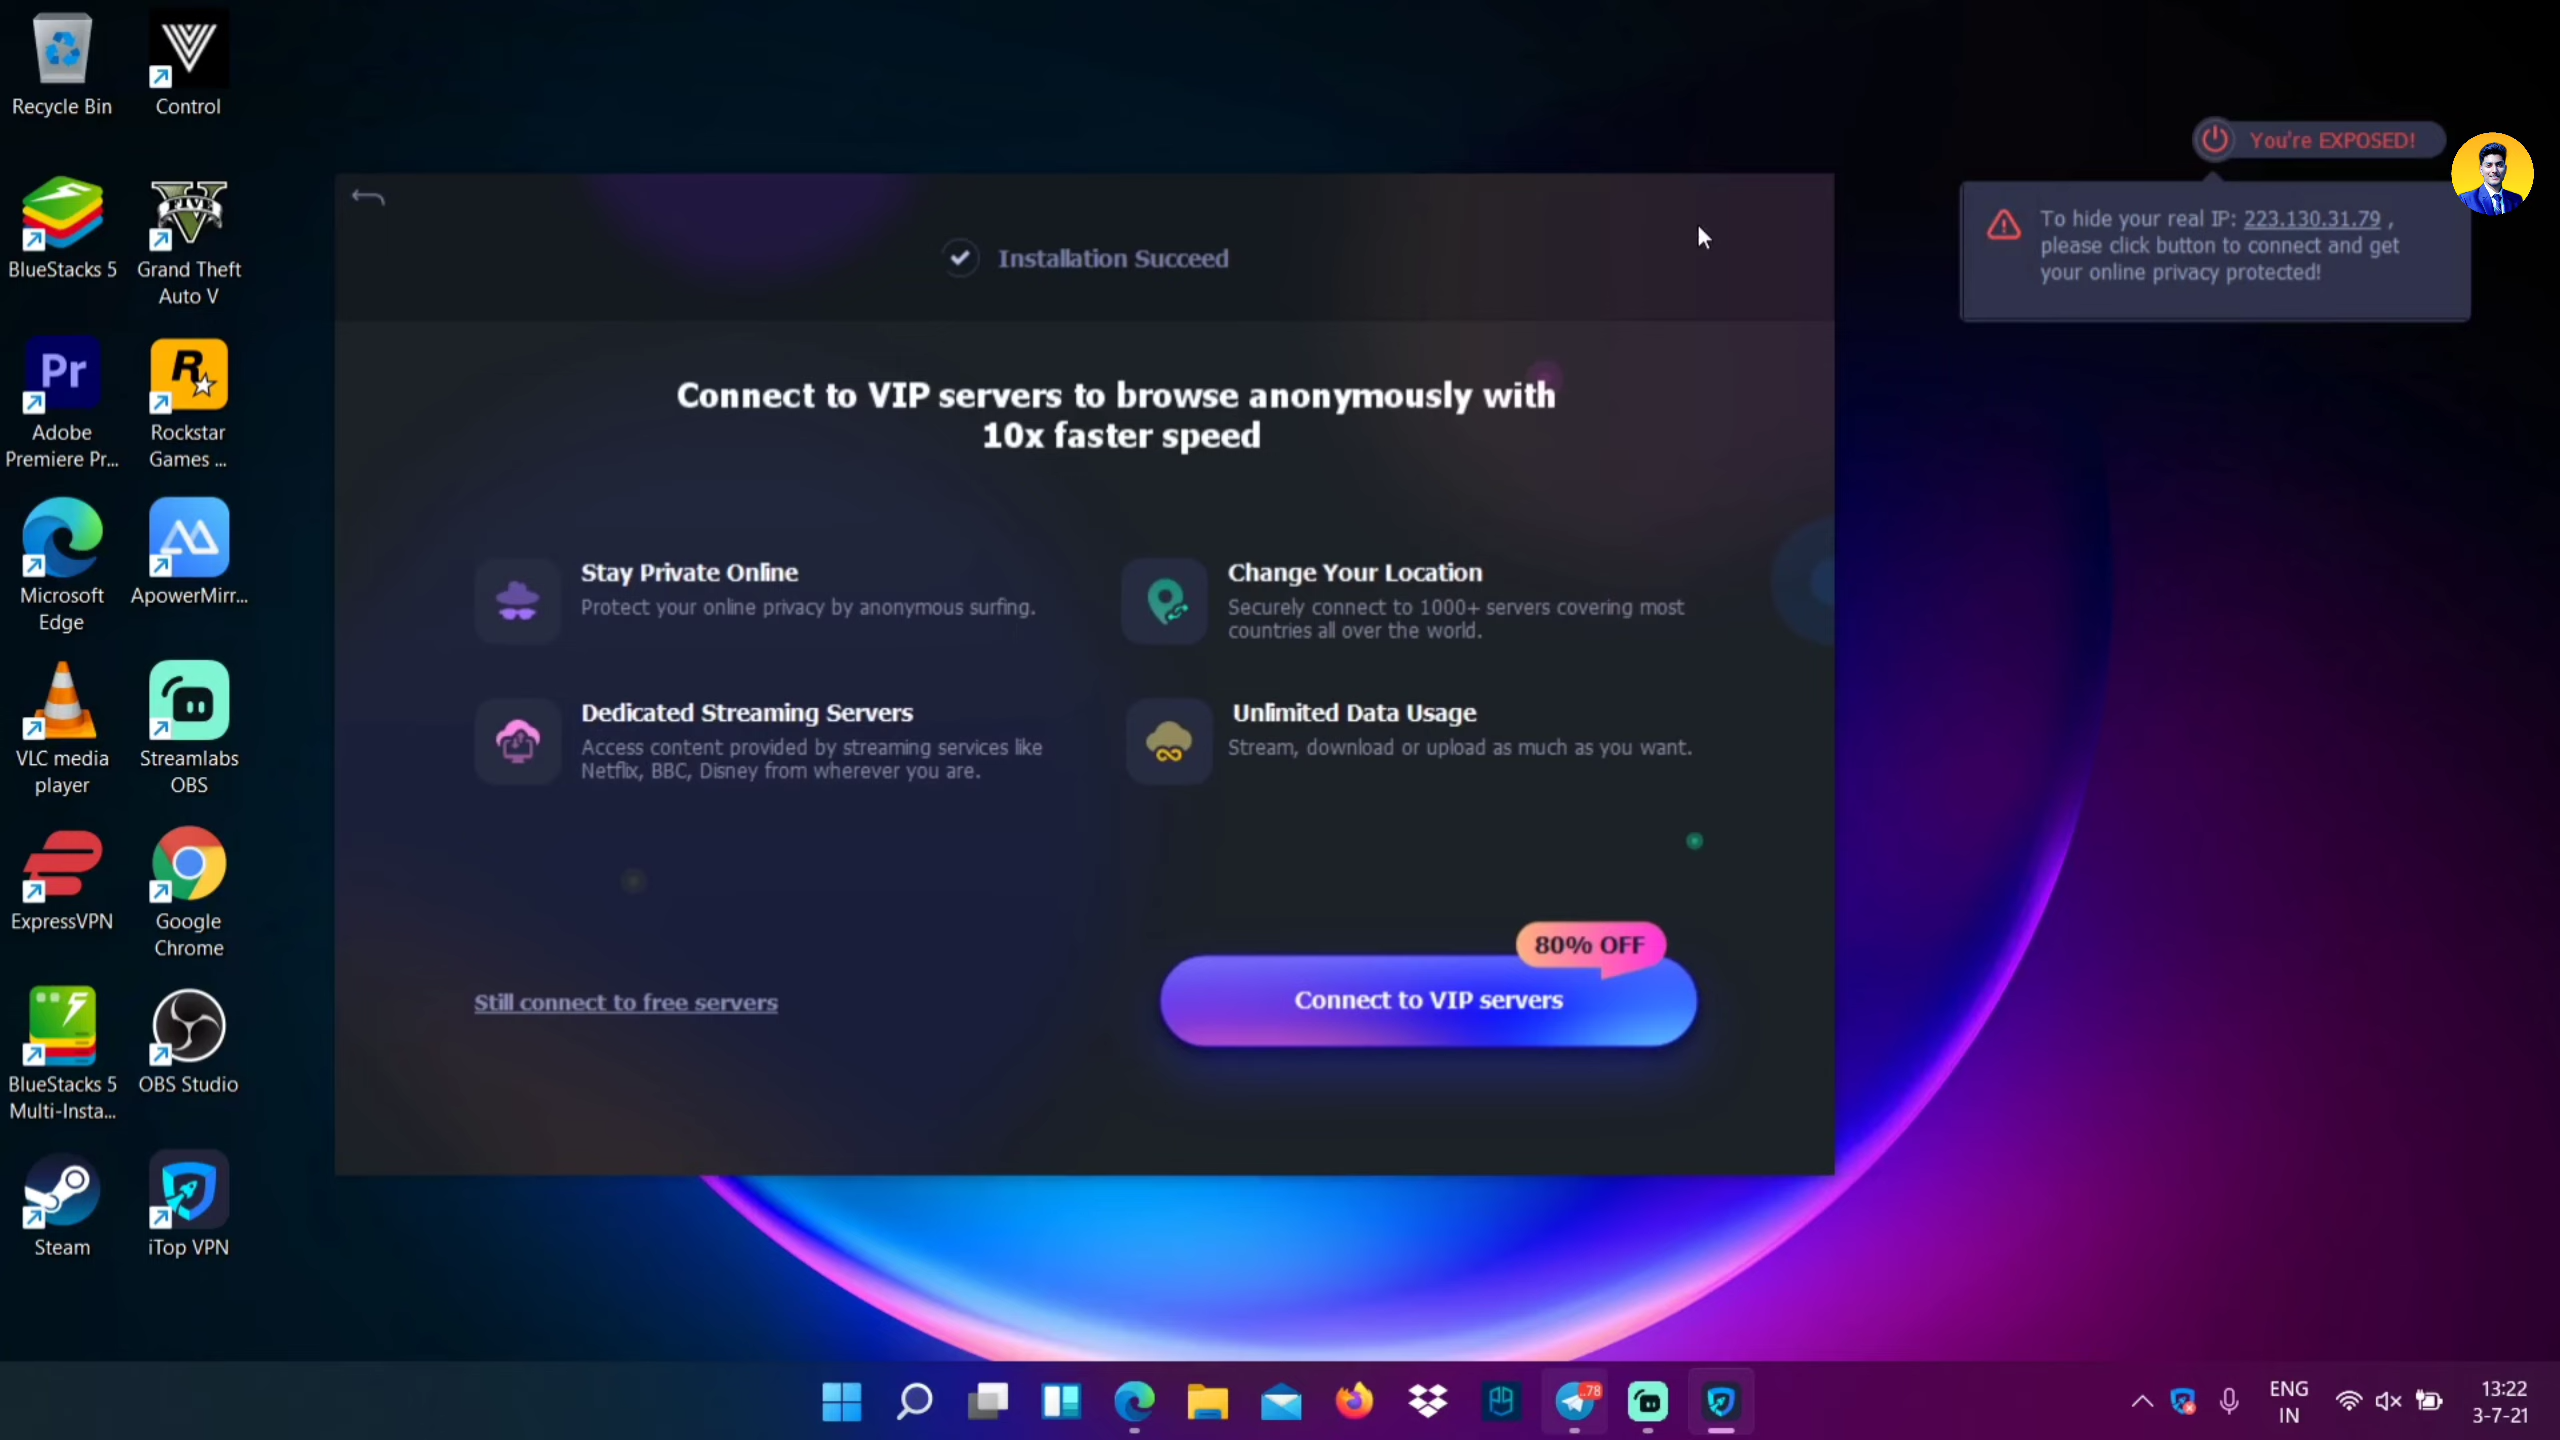 Recycle Bin
Control
BlueStacks 5
Grand Theft
Auto V
Pr
Adobe
Premiere Pr...
R
Rockstar
Games ...
Microsoft
Edge
ApowerMirr...
VLC media
player
Streamlabs
OBS
ExpressVPN
Google
Chrome
BlueStacks 5
Multi-Insta...
OBS Studio
Steam
iTop VPN
Installation Succeed
Connect to VIP servers to browse anonymously with
10x faster speed
Stay Private Online
Protect your online privacy by anonymous surfing.
Change Your Location
Securely connect to 1000+ servers covering most
countries all over the world.
Dedicated Streaming Servers
Access content provided by streaming services like
Netflix, BBC, Disney from wherever you are.
Unlimited Data Usage
Stream, download or upload as much as you want.
80% OFF
Still connect to free servers
Connect to VIP servers
You're EXPOSED!
To hide your real IP: 223.130.31.79 ,
please click button to connect and get
your online privacy protected!
..78
ENG
IN
13:22
3-7-21